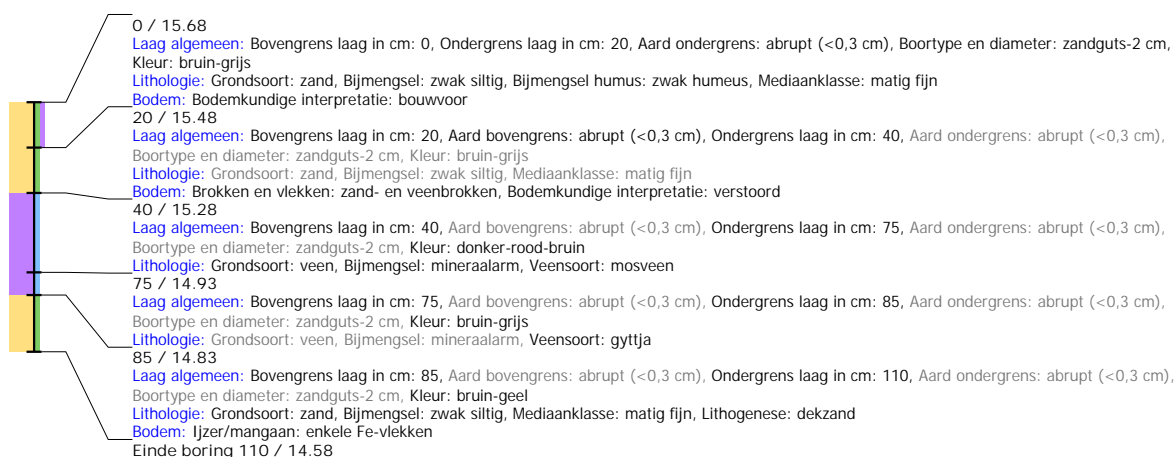 0 / 15.68
Laag algemeen: Bovengrens laag in cm: 0, Ondergrens laag in cm: 20, Aard ondergrens: abrupt (<0,3 cm), Boortype en diameter: zandguts-2 cm,
Kleur: bruin-grijs
Lithologie: Grondsoort: zand, Bijmengsel: zwak siltig, Bijmengsel humus: zwak humeus, Mediaanklasse: matig fijn
Bodem: Bodemkundige interpretatie: bouwvoor
20 / 15.48
Laag algemeen: Bovengrens laag in cm: 20, Aard bovengrens: abrupt (<0,3 cm), Ondergrens laag in cm: 40, Aard ondergrens: abrupt (<0,3 cm),
Boortype en diameter: zandguts-2 cm, Kleur: bruin-grijs
Lithologie: Grondsoort: zand, Bijmengsel: zwak siltig, Mediaanklasse: matig fijn
Bodem: Brokken en vlekken: zand- en veenbrokken, Bodemkundige interpretatie: verstoord
40 / 15.28
Laag algemeen: Bovengrens laag in cm: 40, Aard bovengrens: abrupt (<0,3 cm), Ondergrens laag in cm: 75, Aard ondergrens: abrupt (<0,3 cm),
Boortype en diameter: zandguts-2 cm, Kleur: donker-rood-bruin
Lithologie: Grondsoort: veen, Bijmengsel: mineraalarm, Veensoort: mosveen
75 / 14.93
Laag algemeen: Bovengrens laag in cm: 75, Aard bovengrens: abrupt (<0,3 cm), Ondergrens laag in cm: 85, Aard ondergrens: abrupt (<0,3 cm),
Boortype en diameter: zandguts-2 cm, Kleur: bruin-grijs
Lithologie: Grondsoort: veen, Bijmengsel: mineraalarm, Veensoort: gyttja
85 / 14.83
Laag algemeen: Bovengrens laag in cm: 85, Aard bovengrens: abrupt (<0,3 cm), Ondergrens laag in cm: 110, Aard ondergrens: abrupt (<0,3 cm),
Boortype en diameter: zandguts-2 cm, Kleur: bruin-geel
Lithologie: Grondsoort: zand, Bijmengsel: zwak siltig, Mediaanklasse: matig fijn, Lithogenese: dekzand
Bodem: Ijzer/mangaan: enkele Fe-vlekken
Einde boring 110 / 14.58